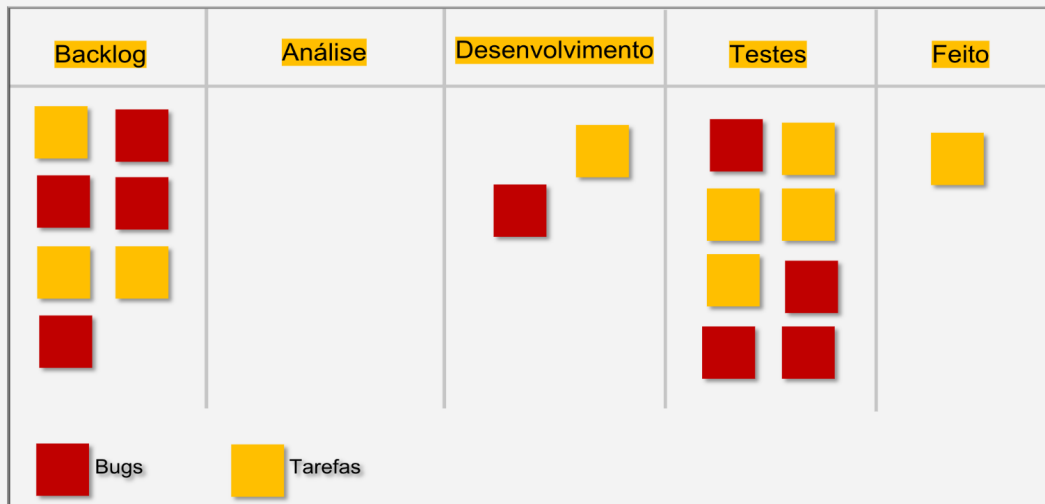 Backlog
Análise
Desenvolvimento
Testes
Feito
Bugs
Tarefas